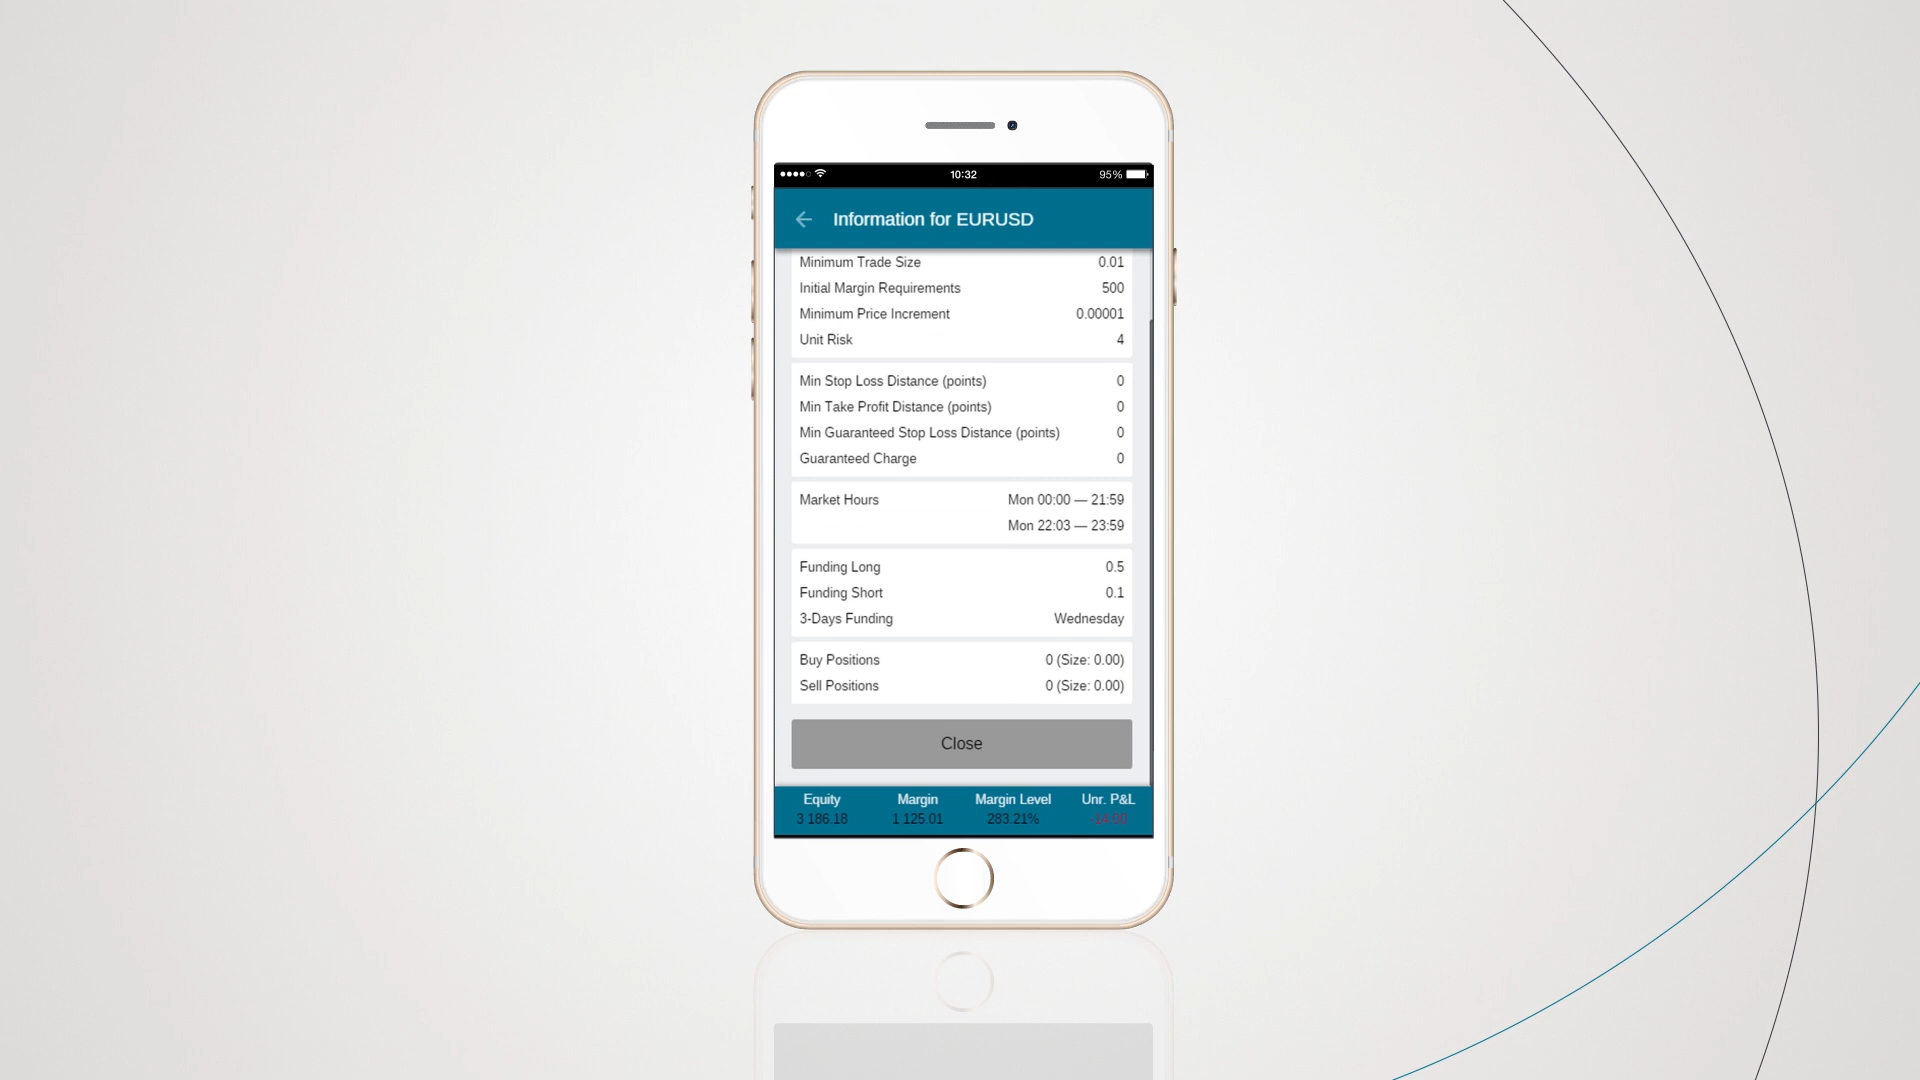 10:32
95%
Information for EURUSD
Minimum Trade Size 0.01
Initial Margin Requirements 500
Minimum Price Increment 0.00001
Unit Risk 4
Min Stop Loss Distance (points) 0
Min Take Profit Distance (points) 0
Min Guaranteed Stop Loss Distance (points) 0
Guaranteed Charge 0
Market Hours Mon 00:00 — 21:59
Mon 22:03 — 23:59
Funding Long 0.5
Funding Short 0.1
3-Days Funding Wednesday
Buy Positions 0 (Size: 0.00)
Sell Positions 0 (Size: 0.00)
Close
Equity Margin Margin Level Unr. P&L
3 186.18 1 125.01 283.21% -14.00